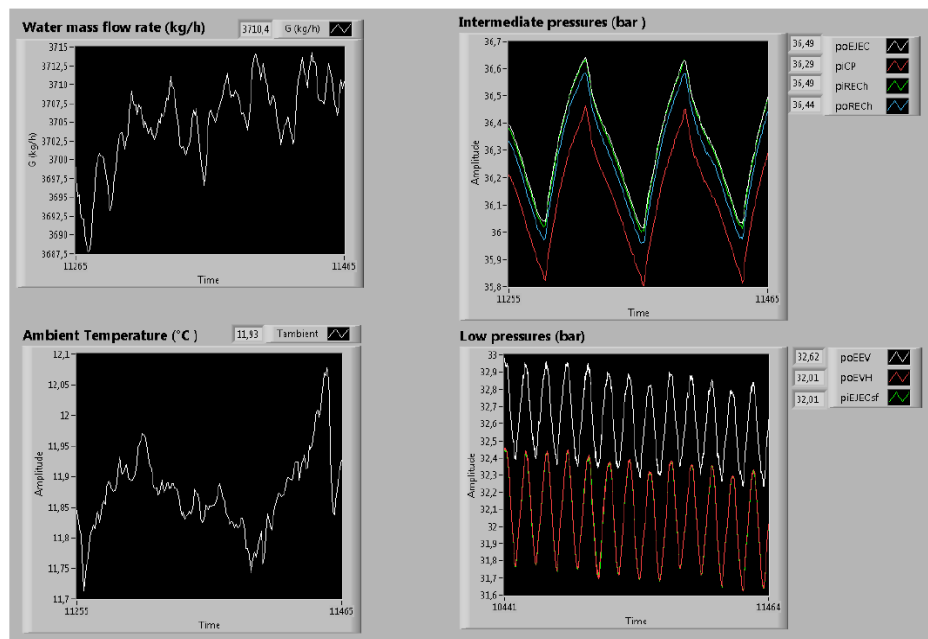 Water mass flow rate (kg/h)
3710,4
G (kg/h)
3715
3712,5
3710
3707,5
3705
3702,5
3700
3697,5
3695
3692,5
3690
3687,5
G (kg/h)
11265
11465
Time
Intermediate pressures (bar )
36,49
poEJEC
36,29
piCP
36,49
piRECh
36,44
poRECh
36,7
36,6
36,5
36,4
36,3
36,2
36,1
36
35,9
35,8
Amplitude
11255
11465
Time
Ambient Temperature (°C )
11,93
Tambient
12,1
12,05
12
11,95
11,9
11,85
11,8
11,75
11,7
Amplitude
11255
11465
Time
Low pressures (bar)
32,62
poEEV
32,01
poEVH
32,01
piEJECsf
33
32,8
32,6
32,5
32,4
32,2
32,1
32
31,9
31,8
31,7
31,6
Amplitude
10441
11464
Time